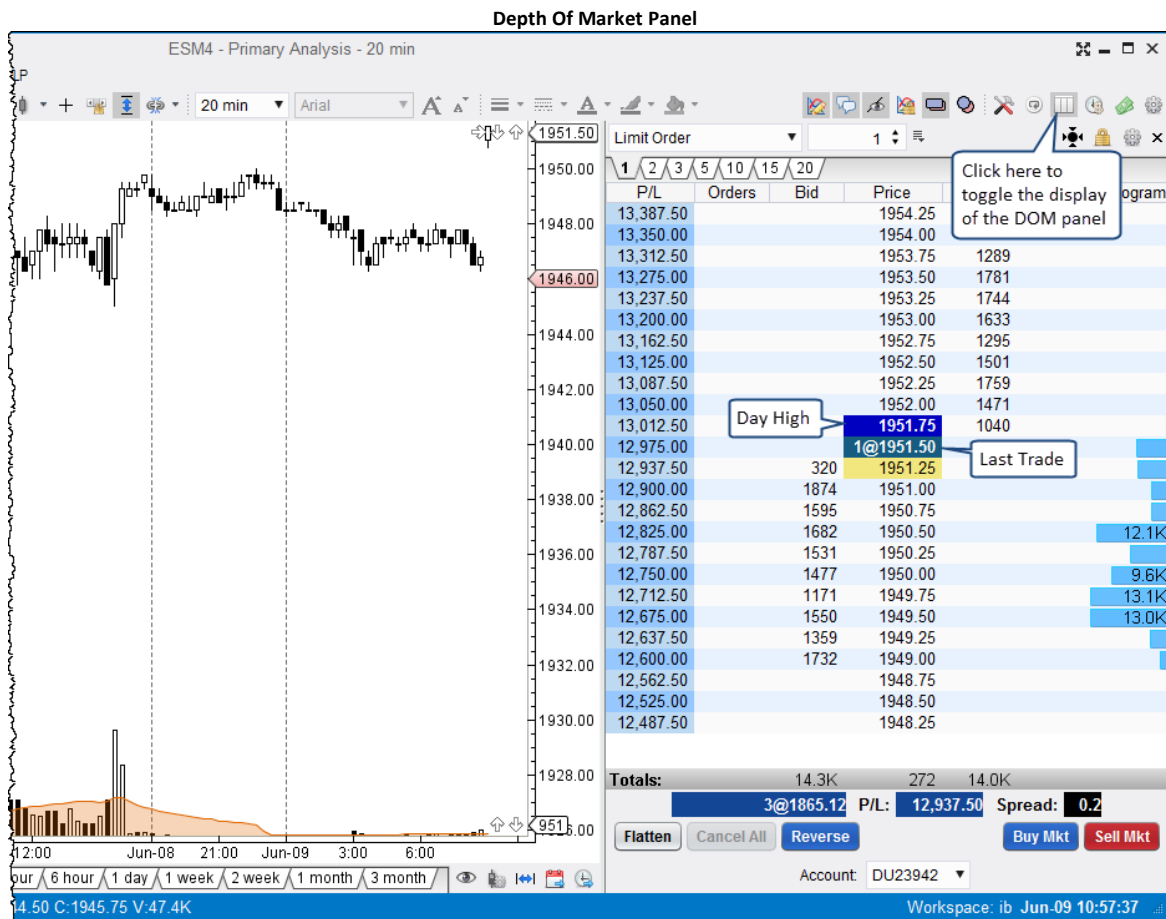 Depth Of Market Panel
ESM4 - Primary Analysis - 20 min
LP
20 min Arial A A A
Limit Order 1
1 2 3 5 10 15 20
Click here to
toggle the display
of the DOM panel
P/L Orders Bid Price ogram
13,387.50 1954.25
13,350.00 1954.00
13,312.50 1953.75 1289
13,275.00 1953.50 1781
13,237.50 1953.25 1744
13,200.00 1953.00 1633
13,162.50 1952.75 1295
13,125.00 1952.50 1501
13,087.50 1952.25 1759
13,050.00 1952.00 1471
Day High
13,012.50 1951.75 1040
12,975.00 1@1951.50
Last Trade
12,937.50 320 1951.25
12,900.00 1874 1951.00
12,862.50 1595 1950.75
12,825.00 1682 1950.50 12.1K
12,787.50 1531 1950.25
12,750.00 1477 1950.00 9.6K
12,712.50 1171 1949.75 13.1K
12,675.00 1550 1949.50 13.0K
12,637.50 1359 1949.25
12,600.00 1732 1949.00
12,562.50 1948.75
12,525.00 1948.50
12,487.50 1948.25
Totals: 14.3K 272 14.0K
3@1865.12 P/L: 12,937.50 Spread: 0.2
Flatten Cancel All Reverse Buy Mkt Sell Mkt
Account: DU23942
1951.50
1950.00
1948.00
1946.00
1944.00
1942.00
1940.00
1938.00
1936.00
1934.00
1932.00
1930.00
1928.00
951 6.00
12:00 Jun-08 21:00 Jun-09 3:00 6:00
our 6 hour 1 day 1 week 2 week 1 month 3 month
14.50 C:1945.75 V:47.4K Workspace: ib Jun-09 10:57:37